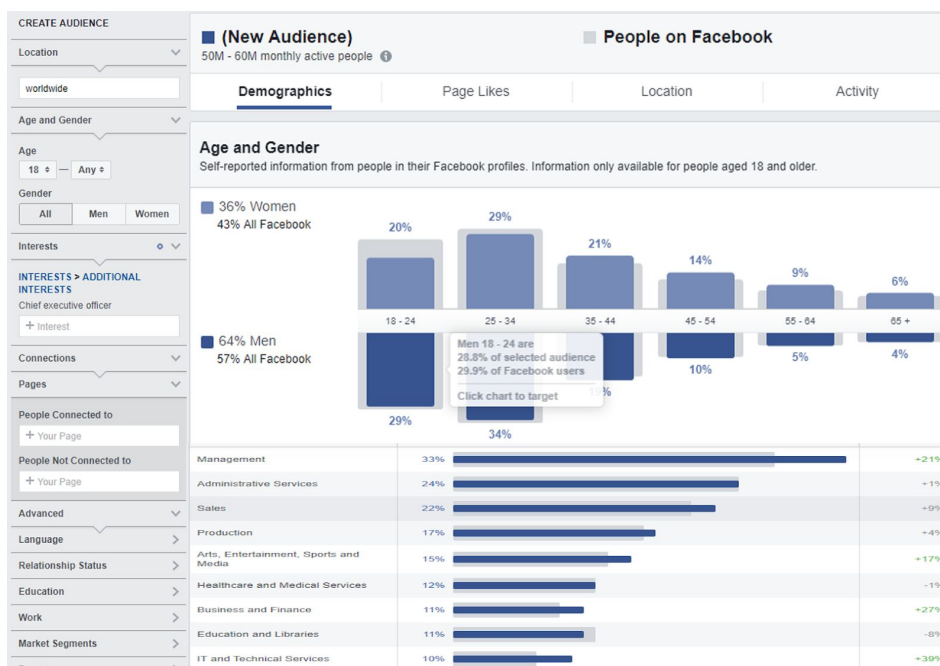 CREATE AUDIENCE
Location
worldwide
Age and Gender
Age
18 — Any
Gender
All Men Women
Interests
INTERESTS > ADDITIONAL
INTERESTS
Chief executive officer
+ Interest
Connections
Pages
People Connected to
+ Your Page
People Not Connected to
+ Your Page
Advanced
Language
Relationship Status
Education
Work
Market Segments
(New Audience)
50M - 60M monthly active people
People on Facebook
Demographics Page Likes Location Activity
Age and Gender
Self-reported information from people in their Facebook profiles. Information only available for people aged 18 and older.
36% Women
43% All Facebook
20% 29% 21% 14% 9% 6%
18 - 24 25 - 34 35 - 44 45 - 54 55 - 64 65 +
64% Men
57% All Facebook
Men 18 - 24 are
28.8% of selected audience
29.9% of Facebook users
Click chart to target
29% 34% 10% 5% 4%
Management 33% +21%
Administrative Services 24% +1%
Sales 22% +9%
Production 17% +4%
Arts, Entertainment, Sports and
Media 15% +17%
Healthcare and Medical Services 12% -1%
Business and Finance 11% +27%
Education and Libraries 11% -8%
IT and Technical Services 10% +39%